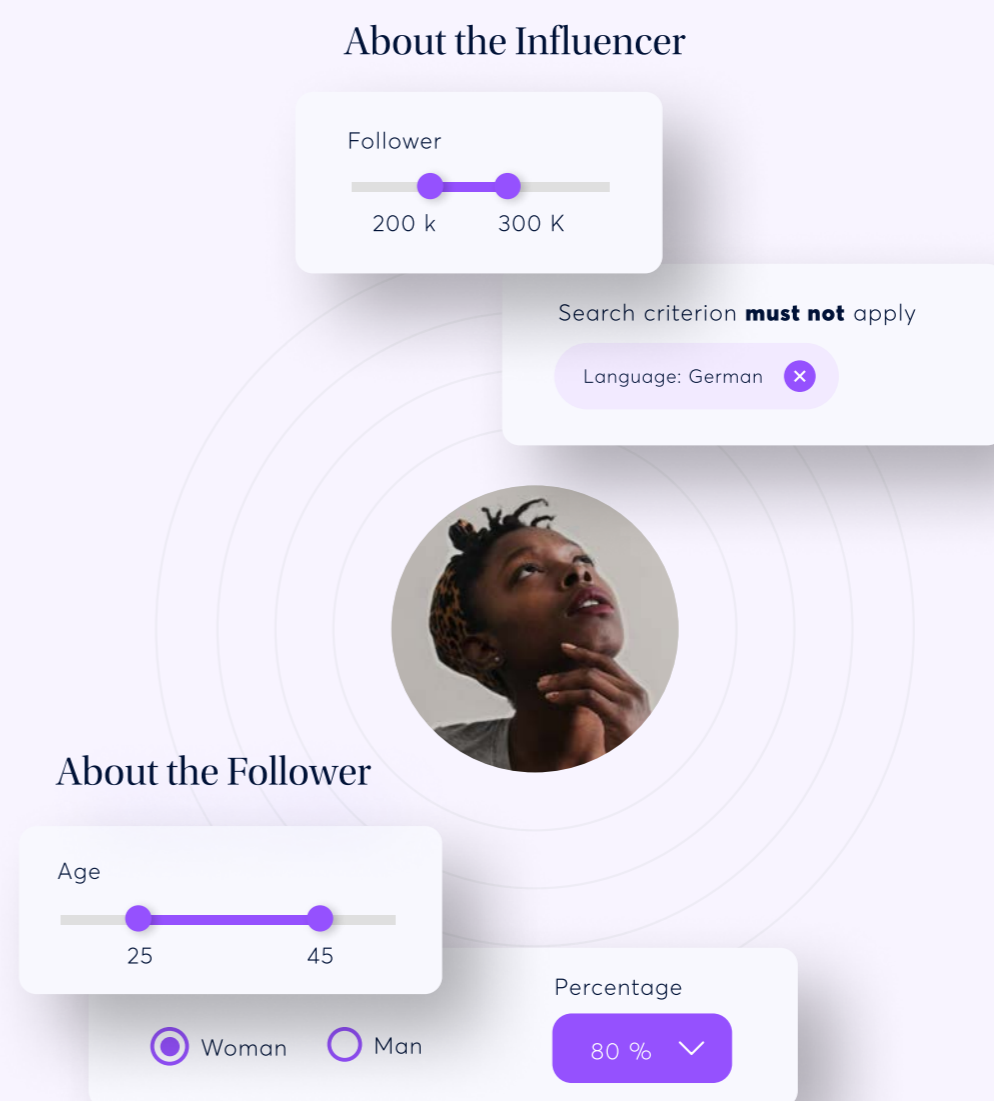 About the Influencer
Follower
200 k 300 K
Search criterion must not apply
Language: German
About the Follower
Age
25 45
Percentage
Woman Man 80 %